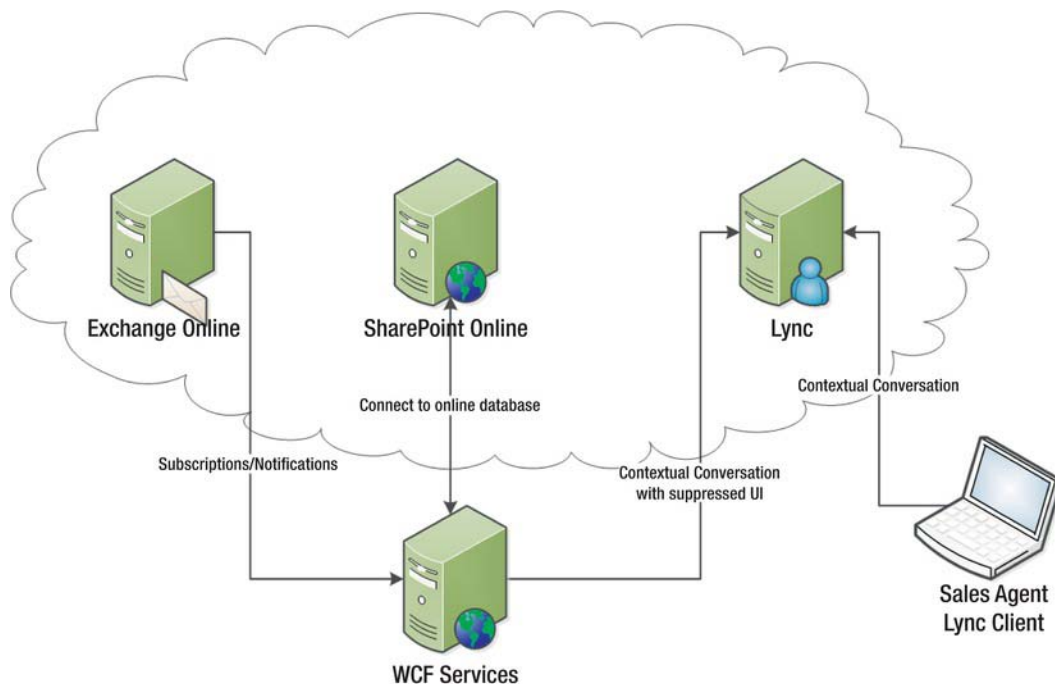 Exchange Online
SharePoint Online
Lync
Contextual Conversation
Connect to online database
Subscriptions/Notifications
Contextual Conversation
with suppressed UI
Sales Agent
Lync Client
WCF Services